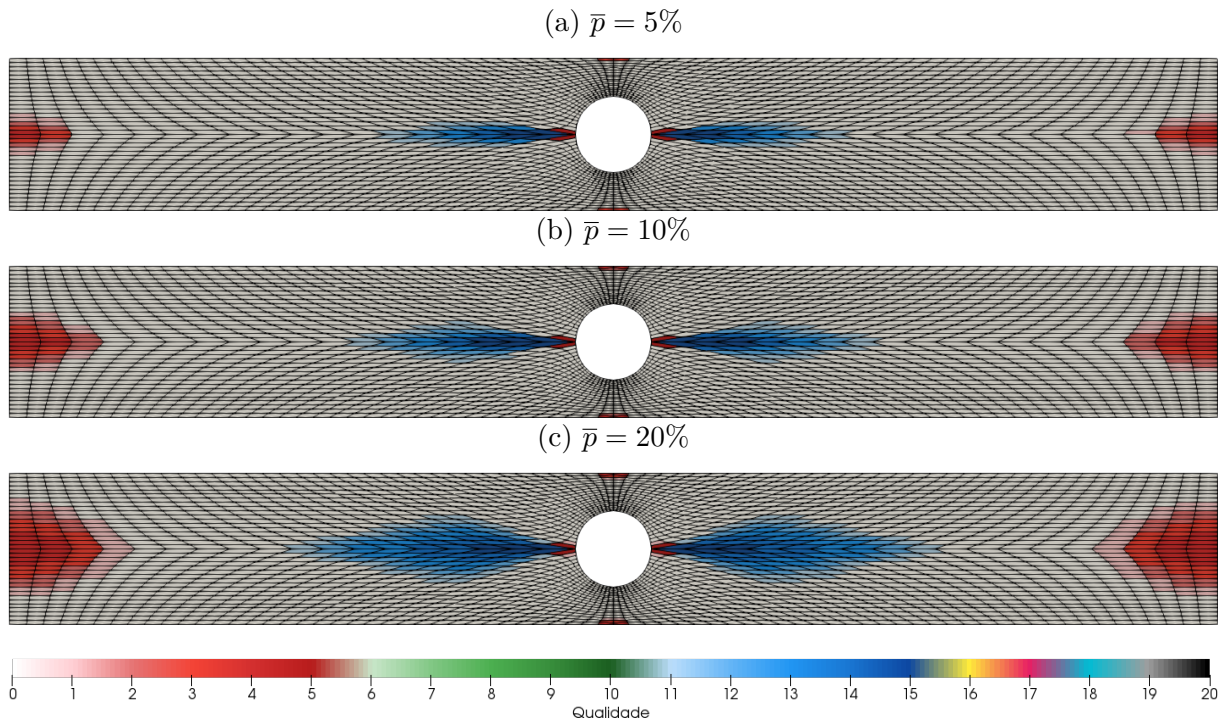 (a) p̅ = 5%
(b) p̅ = 10%
(c) p̅ = 20%
0 1 2 3 4 5 6 7 8 9 10 11 12 13 14 15 16 17 18 19 20
Qualidade